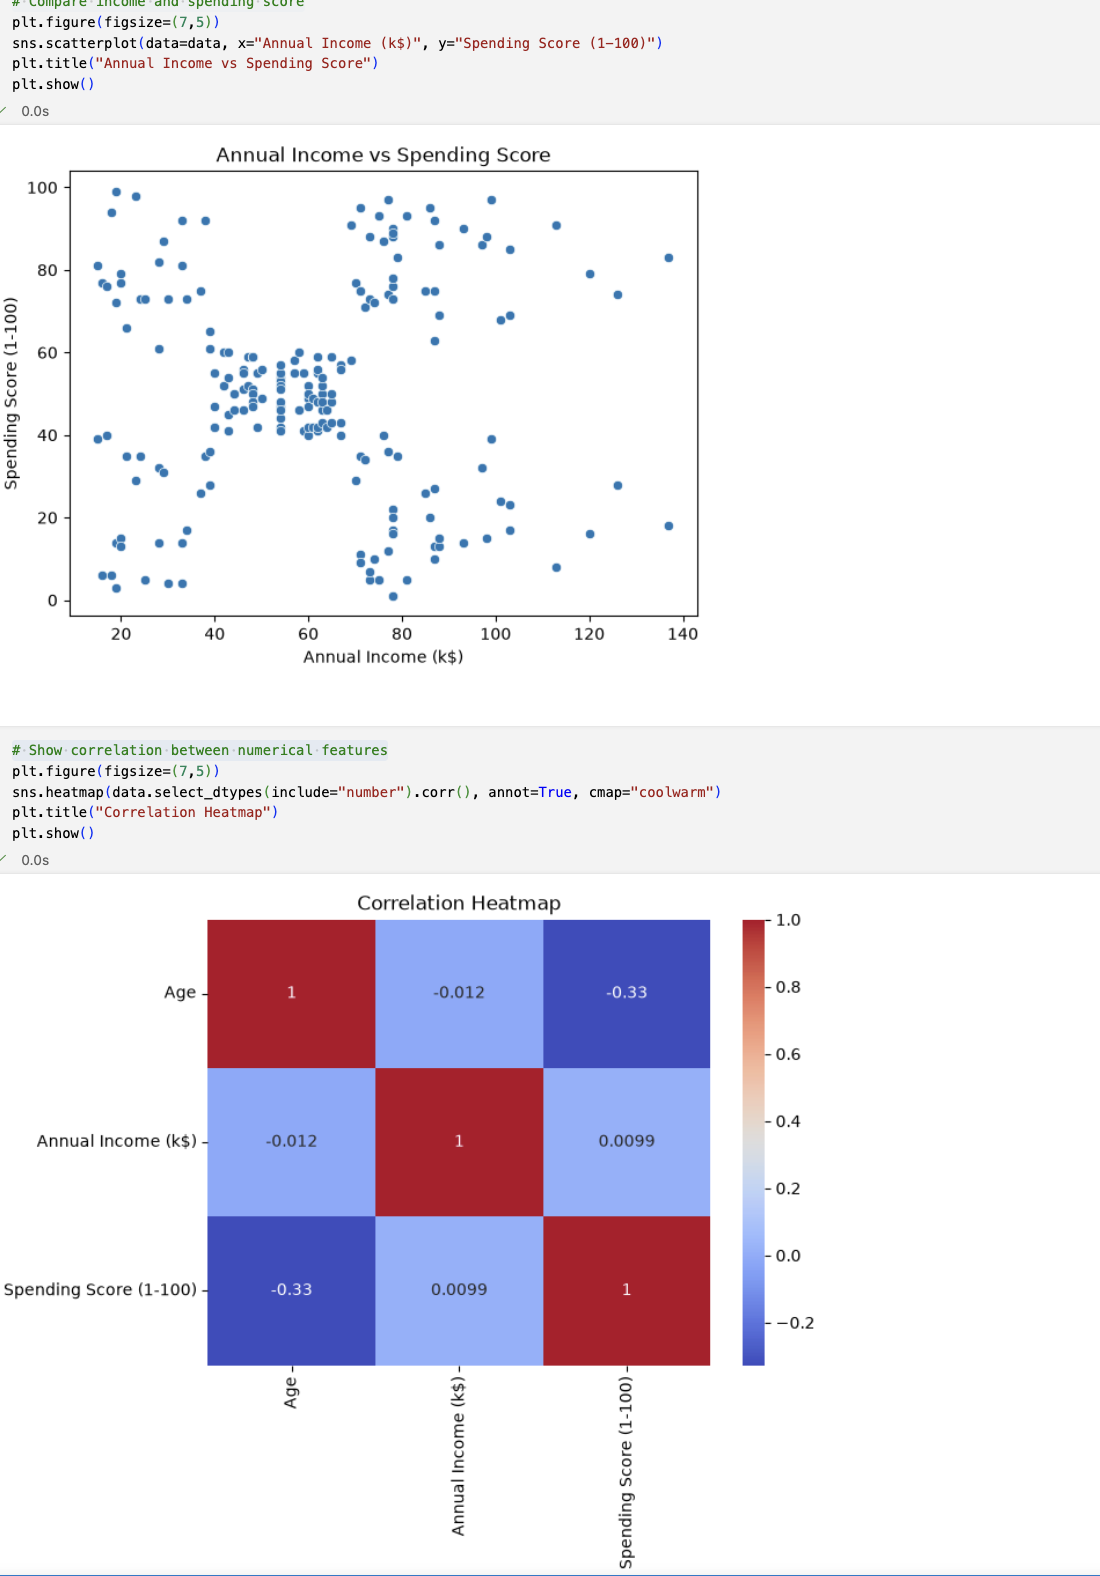 # Compare income and spending score
plt.figure(figsize=(7,5))
sns.scatterplot(data=data, x="Annual Income (k$)", y="Spending Score (1-100)")
plt.title("Annual Income vs Spending Score")
plt.show()
0.0s
Annual Income vs Spending Score
100
80
60
40
20
0
Spending Score (1-100)
20 40 60 80 100 120 140
Annual Income (k$)
# Show correlation between numerical features
plt.figure(figsize=(7,5))
sns.heatmap(data.select_dtypes(include="number").corr(), annot=True, cmap="coolwarm")
plt.title("Correlation Heatmap")
plt.show()
0.0s
Correlation Heatmap
Age 1 -0.012 -0.33
Annual Income (k$) -0.012 1 0.0099
Spending Score (1-100) -0.33 0.0099 1
Age
Annual Income (k$)
Spending Score (1-100)
1.0
0.8
0.6
0.4
0.2
0.0
−0.2